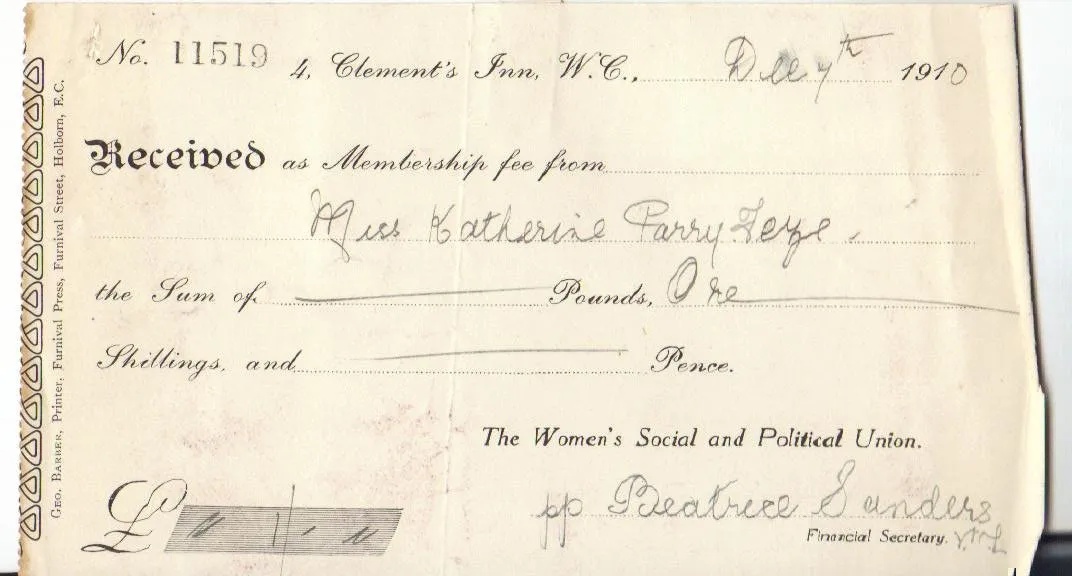 No. 11519 4, Clement's Inn, W.C., Dec 7th 1910
Received as Membership fee from
Miss Katherine Parry
the Sum of Pounds, One
Shillings, and Pence.
The Women's Social and Political Union.
£ " 1 - "
pp Beatrice Sanders
Financial Secretary.
GEO. BARBER, Printer, Furnival Press, Furnival Street, Holborn, E.C.